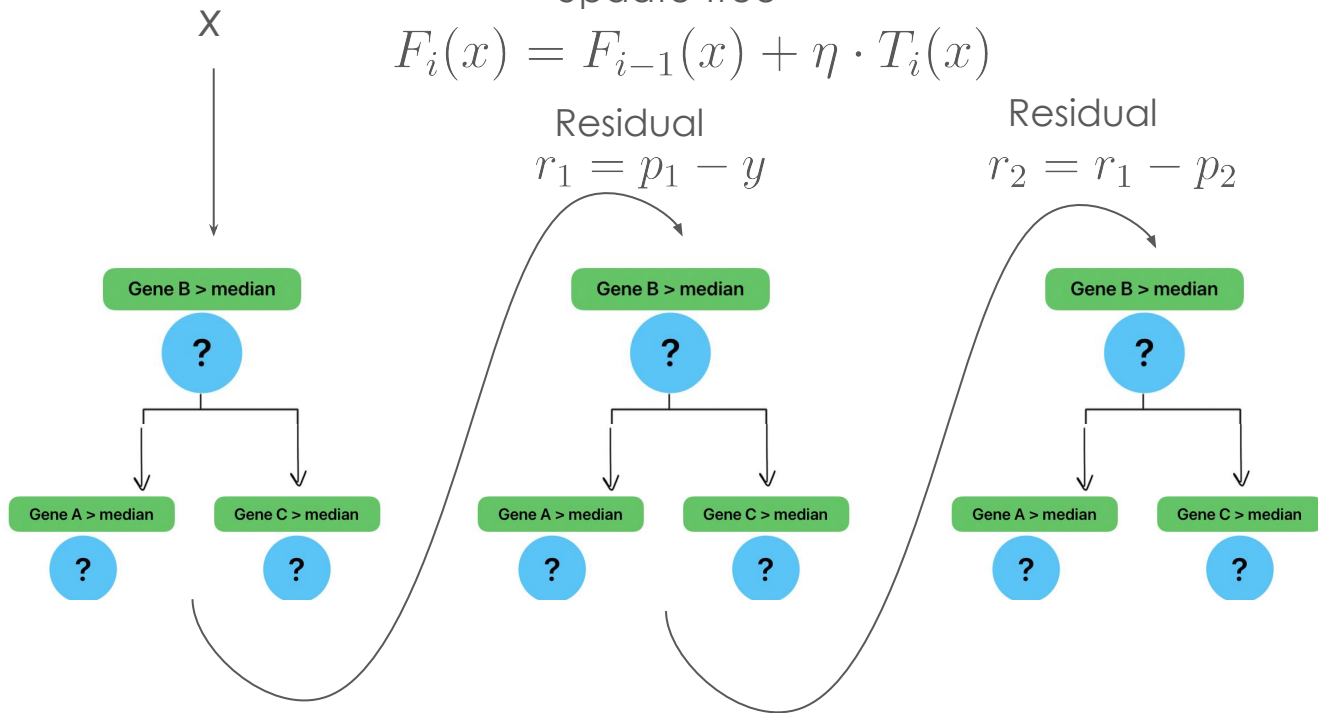 X
F_i(x) = F_{i-1}(x) + η · T_i(x)
Residual
r_1 = p_1 − y
Residual
r_2 = r_1 − p_2
Gene B > median
?
Gene B > median
?
Gene B > median
?
Gene A > median
?
Gene C > median
?
Gene A > median
?
Gene C > median
?
Gene A > median
?
Gene C > median
?